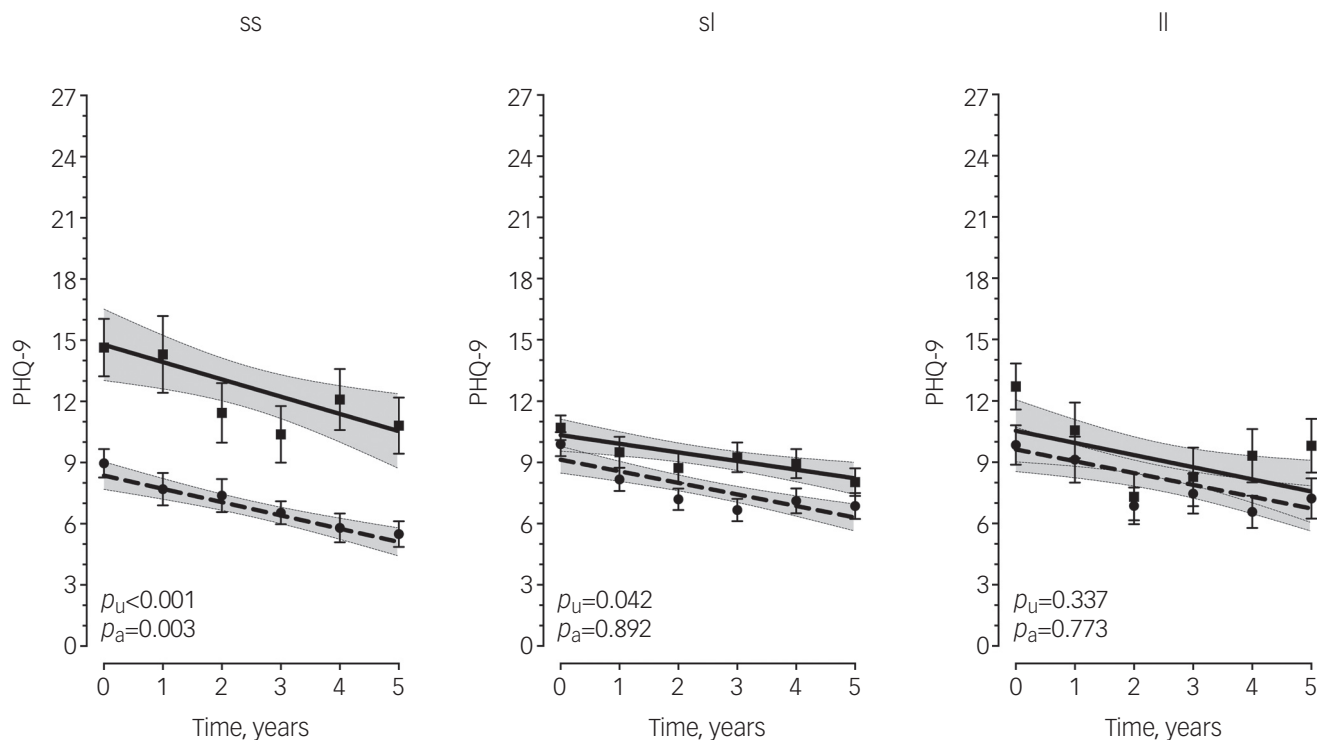 ss
27
24
21
18
15
12
9
6
3
0
PHQ-9
pu<0.001
pa=0.003
0 1 2 3 4 5
Time, years
sl
27
24
21
18
15
12
9
6
3
0
PHQ-9
pu=0.042
pa=0.892
0 1 2 3 4 5
Time, years
ll
27
24
21
18
15
12
9
6
3
0
PHQ-9
pu=0.337
pa=0.773
0 1 2 3 4 5
Time, years